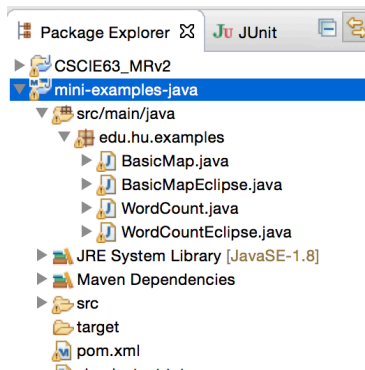 Package Explorer JUnit
CSCIE63_MRv2
mini-examples-java
src/main/java
edu.hu.examples
BasicMap.java
BasicMapEclipse.java
WordCount.java
WordCountEclipse.java
JRE System Library [JavaSE-1.8]
Maven Dependencies
src
target
pom.xml